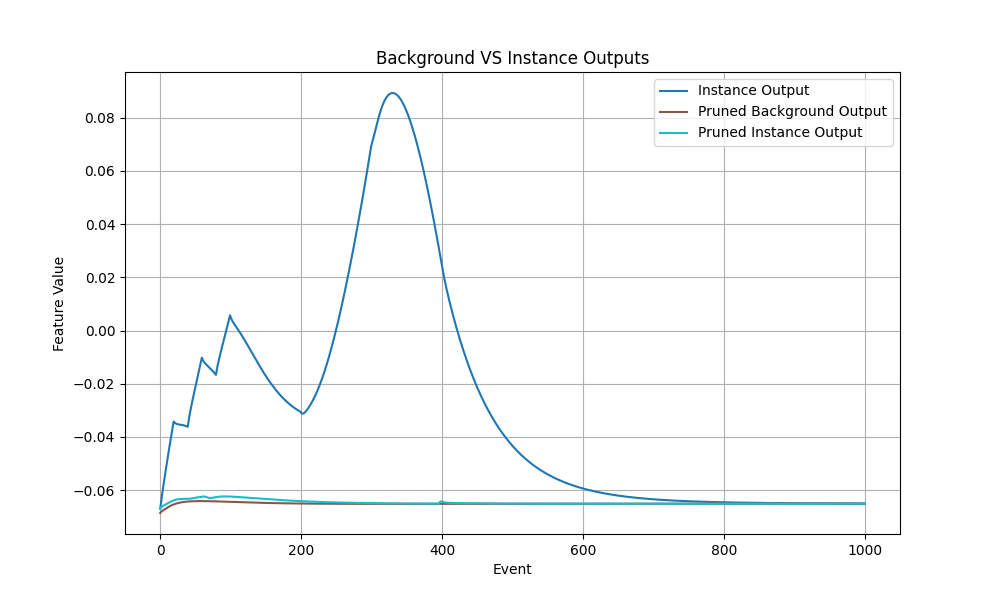 Background VS Instance Outputs
Instance Output
Pruned Background Output
Pruned Instance Output
Feature Value
0.08
0.06
0.04
0.02
0.00
−0.02
−0.04
−0.06
0 200 400 600 800 1000
Event